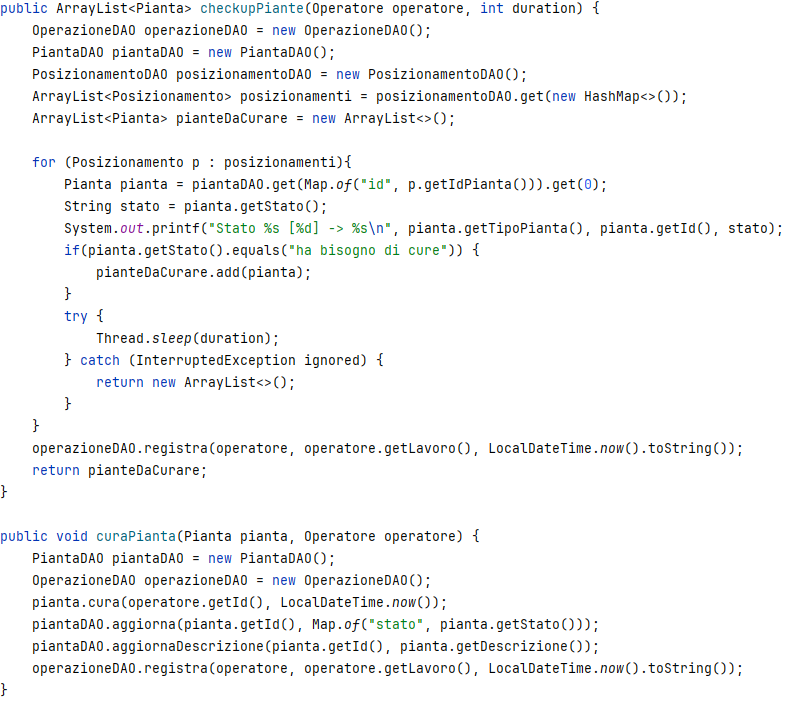 public ArrayList<Pianta> checkupPiante(Operatore operatore, int duration) {
    OperazioneDAO operazioneDAO = new OperazioneDAO();
    PiantaDAO piantaDAO = new PiantaDAO();
    PosizionamentoDAO posizionamentoDAO = new PosizionamentoDAO();
    ArrayList<Posizionamento> posizionamenti = posizionamentoDAO.get(new HashMap<>());
    ArrayList<Pianta> pianteDaCurare = new ArrayList<>();

    for (Posizionamento p : posizionamenti){
        Pianta pianta = piantaDAO.get(Map.of("id", p.getIdPianta())).get(0);
        String stato = pianta.getStato();
        System.out.printf("Stato %s [%d] -> %s\n", pianta.getTipoPianta(), pianta.getId(), stato);
        if(pianta.getStato().equals("ha bisogno di cure")) {
            pianteDaCurare.add(pianta);
        }
        try {
            Thread.sleep(duration);
        } catch (InterruptedException ignored) {
            return new ArrayList<>();
        }
    }
    operazioneDAO.registra(operatore, operatore.getLavoro(), LocalDateTime.now().toString());
    return pianteDaCurare;
}

public void curaPianta(Pianta pianta, Operatore operatore) {
    PiantaDAO piantaDAO = new PiantaDAO();
    OperazioneDAO operazioneDAO = new OperazioneDAO();
    pianta.cura(operatore.getId(), LocalDateTime.now());
    piantaDAO.aggiorna(pianta.getId(), Map.of("stato", pianta.getStato()));
    piantaDAO.aggiornaDescrizione(pianta.getId(), pianta.getDescrizione());
    operazioneDAO.registra(operatore, operatore.getLavoro(), LocalDateTime.now().toString());
}